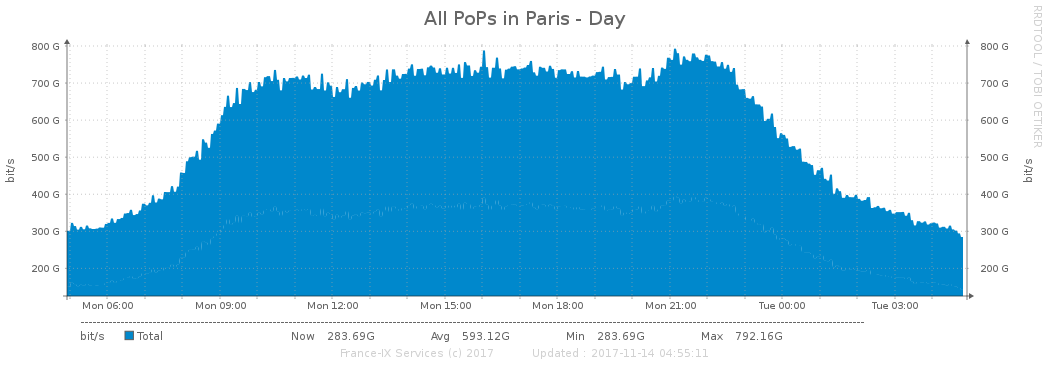 All PoPs in Paris - Day
RRDTOOL / TOBI OETIKER
bit/s
800 G
700 G
600 G
500 G
400 G
300 G
200 G
800 G
700 G
600 G
500 G
400 G
300 G
200 G
bit/s
Mon 06:00 Mon 09:00 Mon 12:00 Mon 15:00 Mon 18:00 Mon 21:00 Tue 00:00 Tue 03:00
bit/s Total Now 283.69G Avg 593.12G Min 283.69G Max 792.16G
France-IX Services (c) 2017 Updated : 2017-11-14 04:55:11